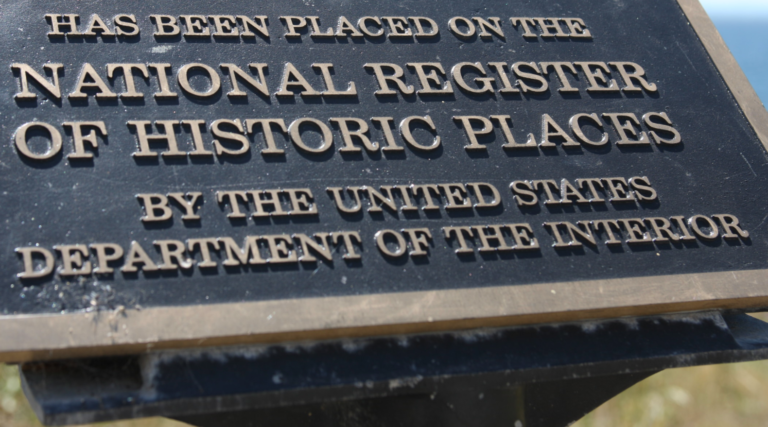 HAS BEEN PLACED ON THE
NATIONAL REGISTER
OF HISTORIC PLACES
BY THE UNITED STATES
DEPARTMENT OF THE INTERIOR